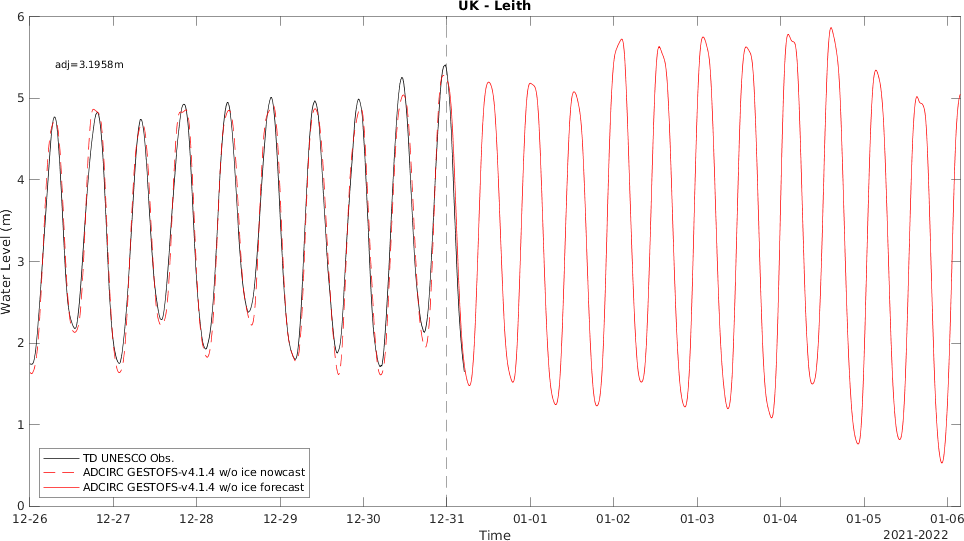 UK - Leith
6
adj=3.1958m
5
4
3
2
1
0
Water Level (m)
TD UNESCO Obs.
ADCIRC GESTOFS-v4.1.4 w/o ice nowcast
ADCIRC GESTOFS-v4.1.4 w/o ice forecast
12-26 12-27 12-28 12-29 12-30 12-31 01-01 01-02 01-03 01-04 01-05 01-06
Time
2021-2022